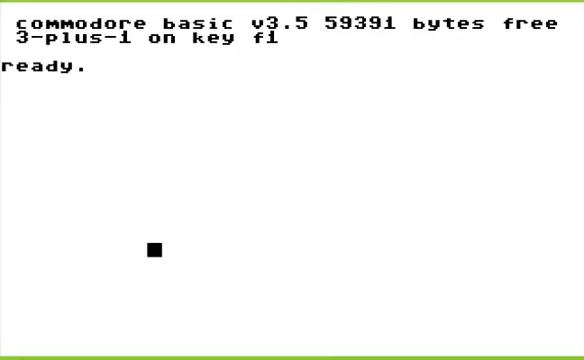 commodore basic v3.5 59391 bytes free
3-plus-1 on key f1
ready.